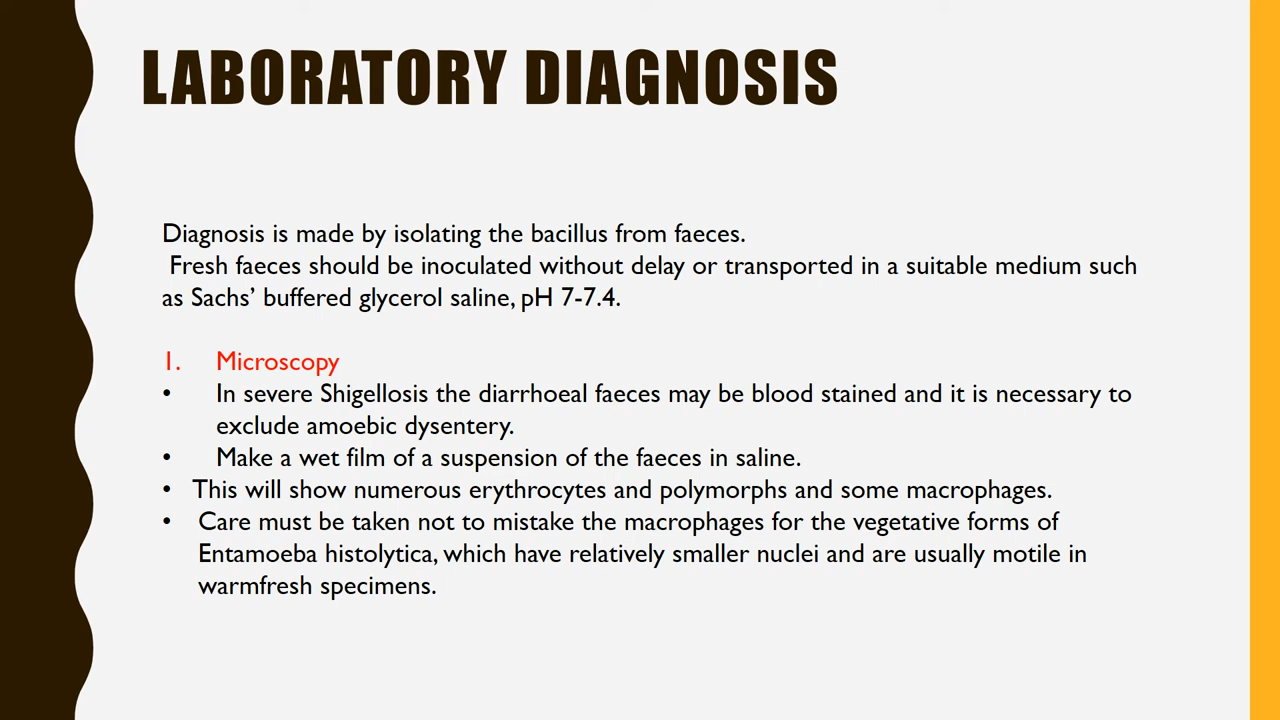 LABORATORY DIAGNOSIS
Diagnosis is made by isolating the bacillus from faeces.
Fresh faeces should be inoculated without delay or transported in a suitable medium such
as Sachs’ buffered glycerol saline, pH 7-7.4.
1. Microscopy
• In severe Shigellosis the diarrhoeal faeces may be blood stained and it is necessary to
exclude amoebic dysentery.
• Make a wet film of a suspension of the faeces in saline.
• This will show numerous erythrocytes and polymorphs and some macrophages.
• Care must be taken not to mistake the macrophages for the vegetative forms of
Entamoeba histolytica, which have relatively smaller nuclei and are usually motile in
warmfresh specimens.